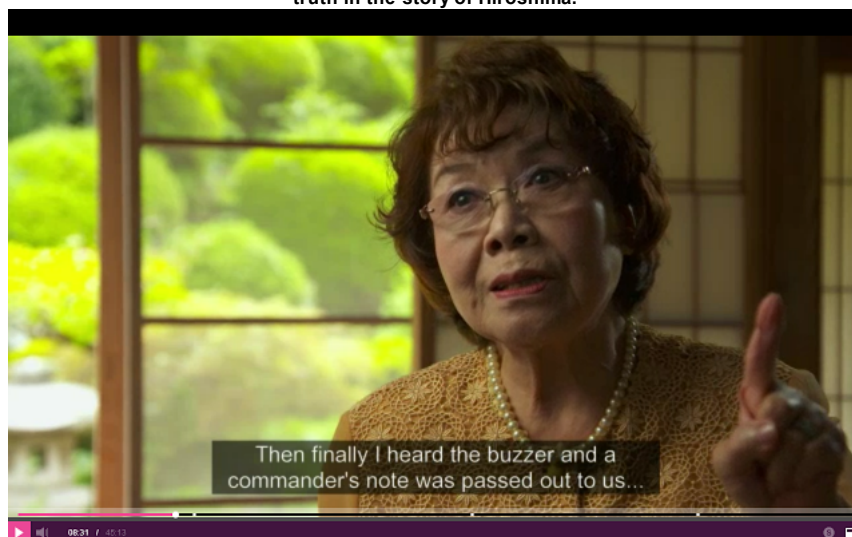 truth in the story of Hiroshima.
Then finally I heard the buzzer and a
commander's note was passed out to us...
08:31 / 45:13